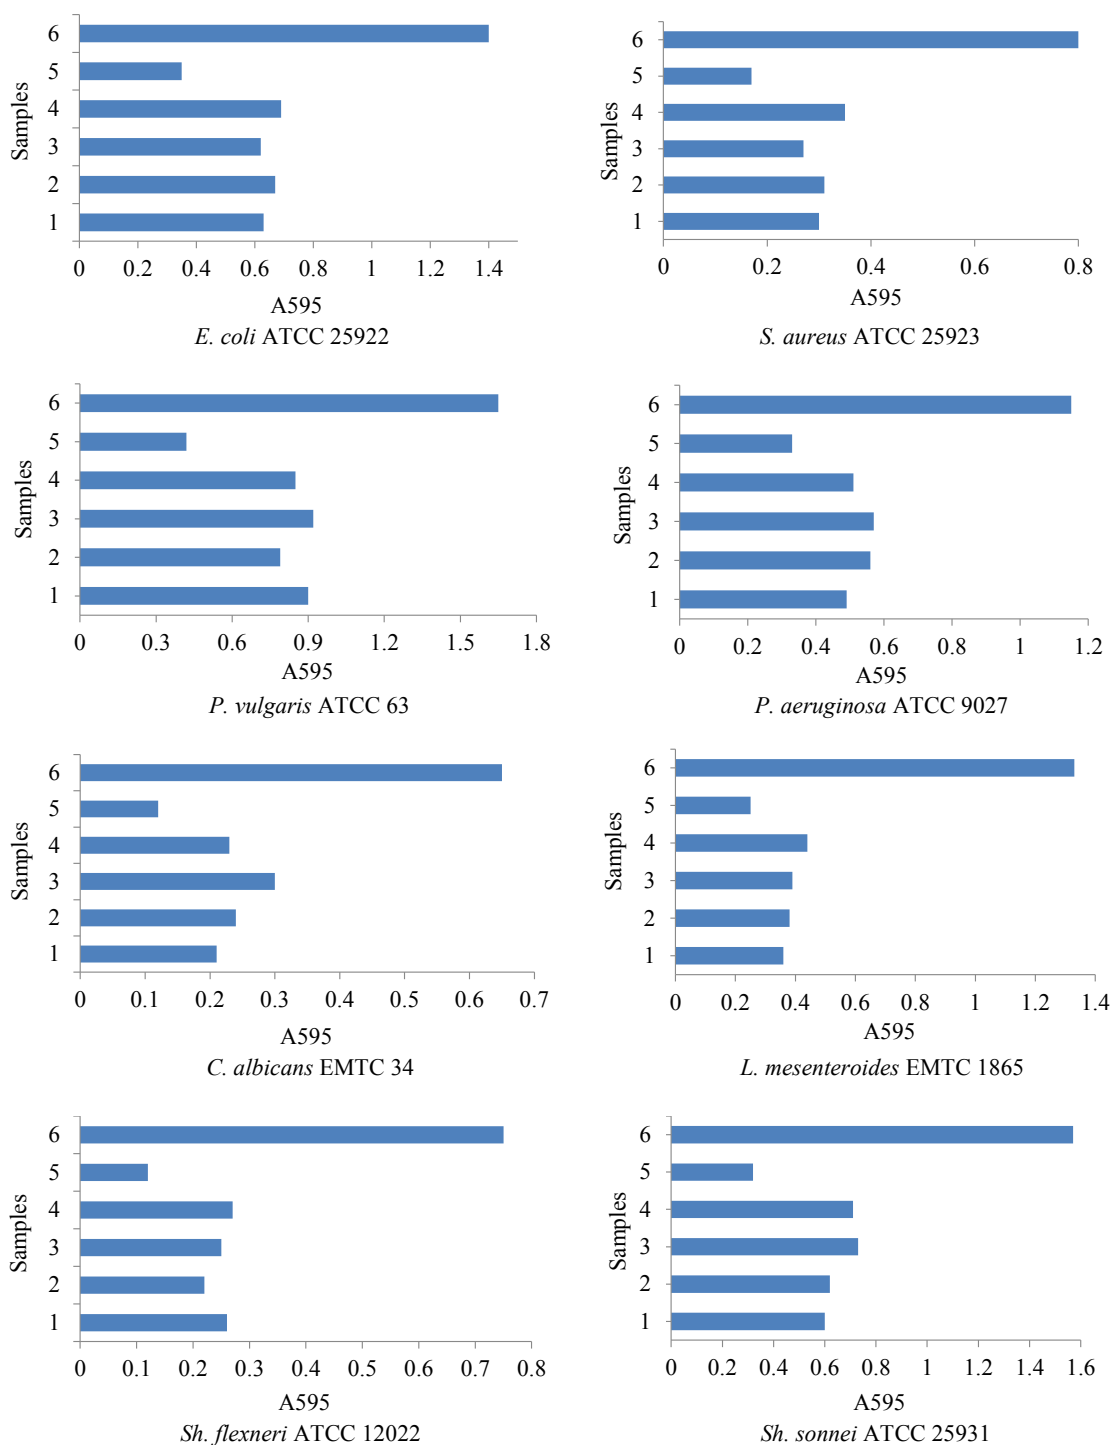 6
5
4
3
2
1
Samples
0 0.2 0.4 0.6 0.8 1 1.2 1.4
A595
E. coli ATCC 25922
6
5
4
3
2
1
Samples
0 0.2 0.4 0.6 0.8
A595
S. aureus ATCC 25923
6
5
4
3
2
1
Samples
0 0.3 0.6 0.9 1.2 1.5 1.8
A595
P. vulgaris ATCC 63
6
5
4
3
2
1
Samples
0 0.2 0.4 0.6 0.8 1 1.2
A595
P. aeruginosa ATCC 9027
6
5
4
3
2
1
Samples
0 0.1 0.2 0.3 0.4 0.5 0.6 0.7
A595
C. albicans EMTC 34
6
5
4
3
2
1
Samples
0 0.2 0.4 0.6 0.8 1 1.2 1.4
A595
L. mesenteroides EMTC 1865
6
5
4
3
2
1
Samples
0 0.1 0.2 0.3 0.4 0.5 0.6 0.7 0.8
A595
Sh. flexneri ATCC 12022
6
5
4
3
2
1
Samples
0 0.2 0.4 0.6 0.8 1 1.2 1.4 1.6
A595
Sh. sonnei ATCC 25931